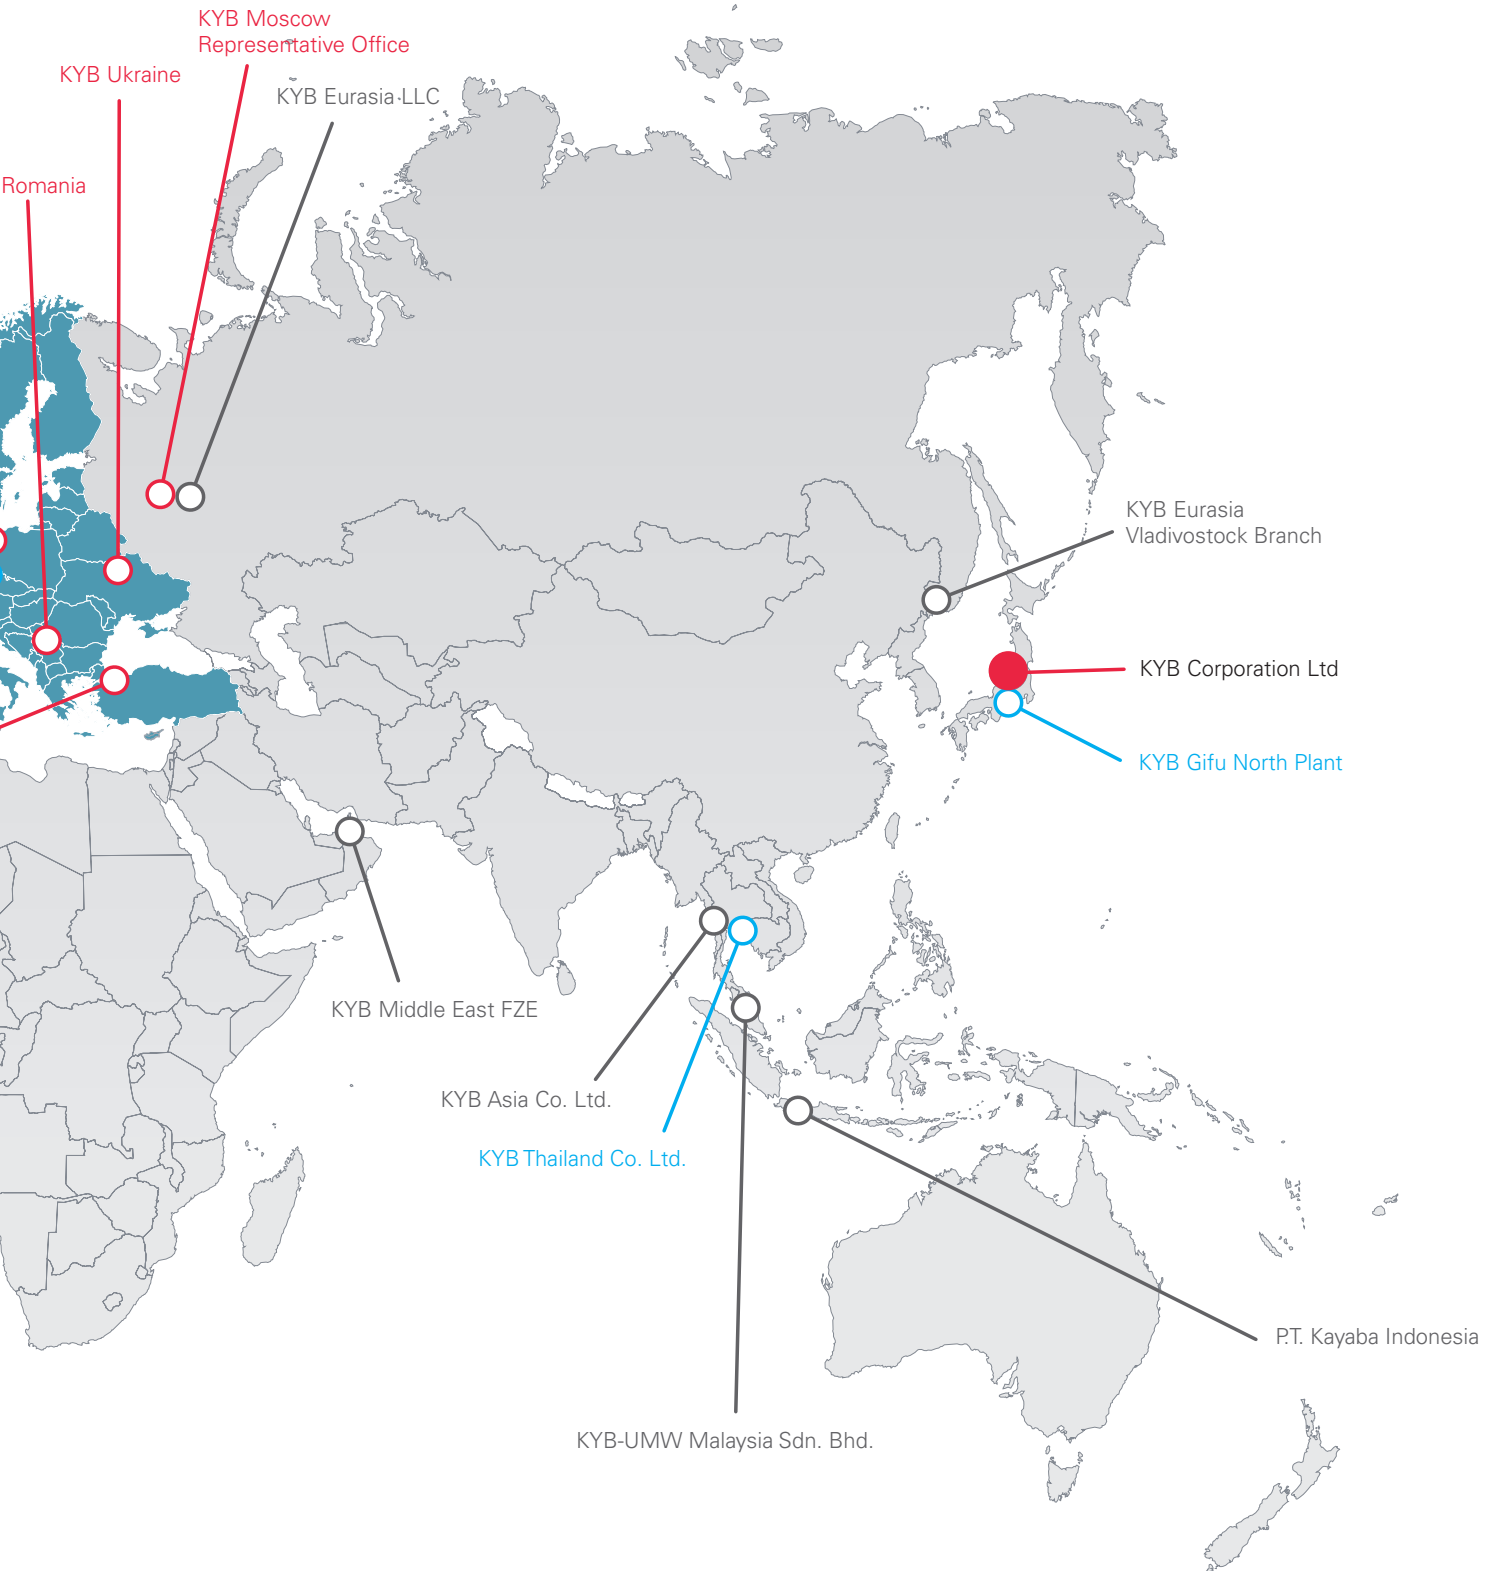 KYB Moscow
Representative Office
KYB Ukraine
KYB Eurasia LLC
Romania
KYB Eurasia
Vladivostock Branch
KYB Corporation Ltd
KYB Gifu North Plant
KYB Middle East FZE
KYB Asia Co. Ltd.
KYB Thailand Co. Ltd.
P.T. Kayaba Indonesia
KYB-UMW Malaysia Sdn. Bhd.